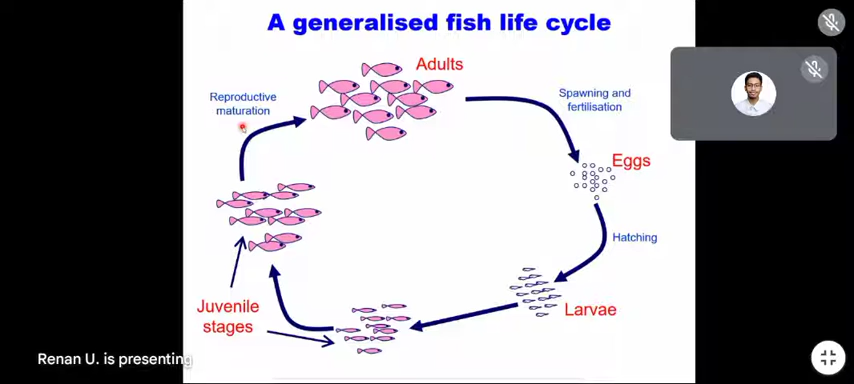 A generalised fish life cycle
Adults
Reproductive
maturation
Spawning and
fertilisation
Eggs
Hatching
Larvae
Juvenile
stages
Renan U. is presenting